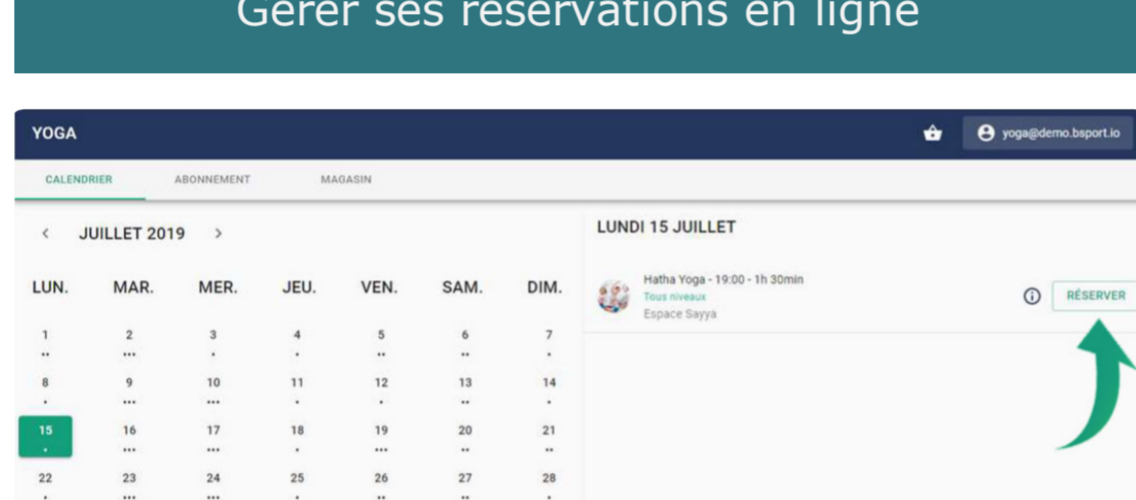 Gérer ses réservations en ligne
YOGA
yoga@demo.bsport.io
CALENDRIER ABONNEMENT MAGASIN
< JUILLET 2019 >
LUNDI 15 JUILLET
LUN. MAR. MER. JEU. VEN. SAM. DIM.
Hatha Yoga - 19:00 - 1h 30min
Tous niveaux
Espace Sayya
RÉSERVER
1 2 3 4 5 6 7
8 9 10 11 12 13 14
15 16 17 18 19 20 21
22 23 24 25 26 27 28